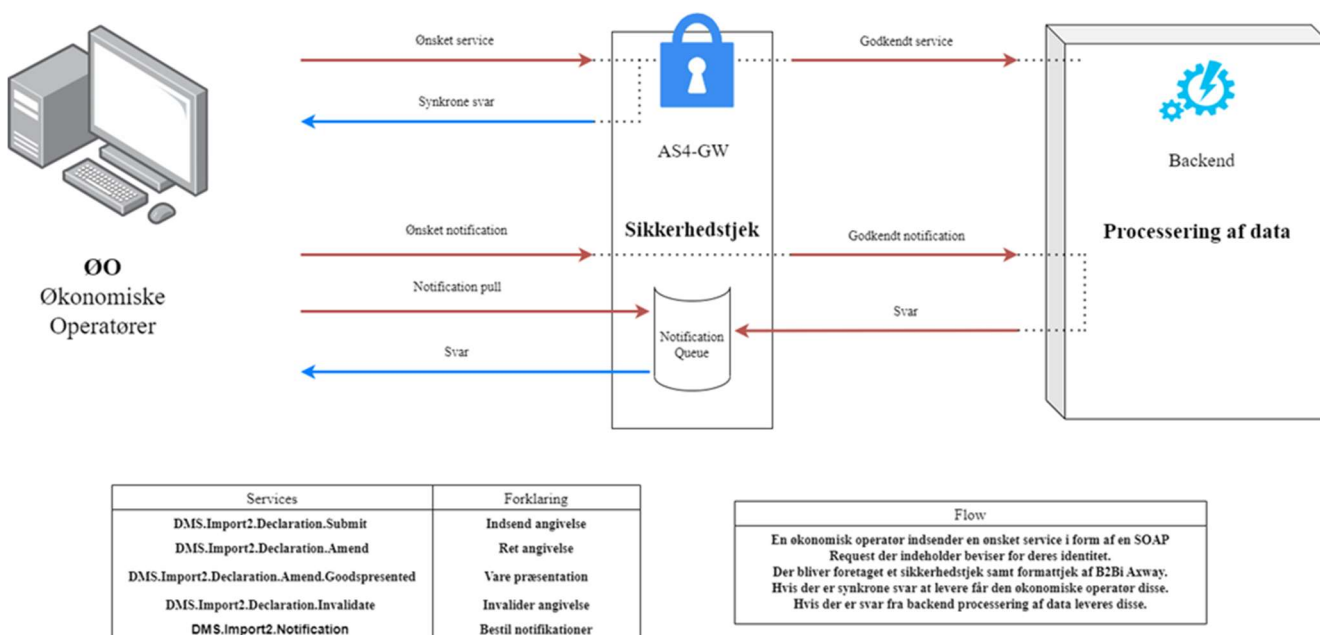 Ønsket service
Godkendt service
Synkrone svar
AS4-GW
Backend
Ønsket notification
Sikkerhedstjek
Godkendt notification
Processering af data
ØO
Økonomiske
Operatører
Notification pull
Svar
Notification
Queue
Svar
Services
Forklaring
DMS.Import2.Declaration.Submit
Indsend angivelse
DMS.Import2.Declaration.Amend
Ret angivelse
DMS.Import2.Declaration.Amend.Goodspresented
Vare præsentation
DMS.Import2.Declaration.Invalidate
Invalider angivelse
DMS.Import2.Notification
Bestil notifikationer
Flow
En økonomisk operatør indsender en ønsket service i form af en SOAP
Request der indeholder beviser for deres identitet.
Der bliver foretaget et sikkerhedstjek samt formattjek af B2Bi Axway.
Hvis der er synkrone svar at levere får den økonomiske operatør disse.
Hvis der er svar fra backend processering af data leveres disse.